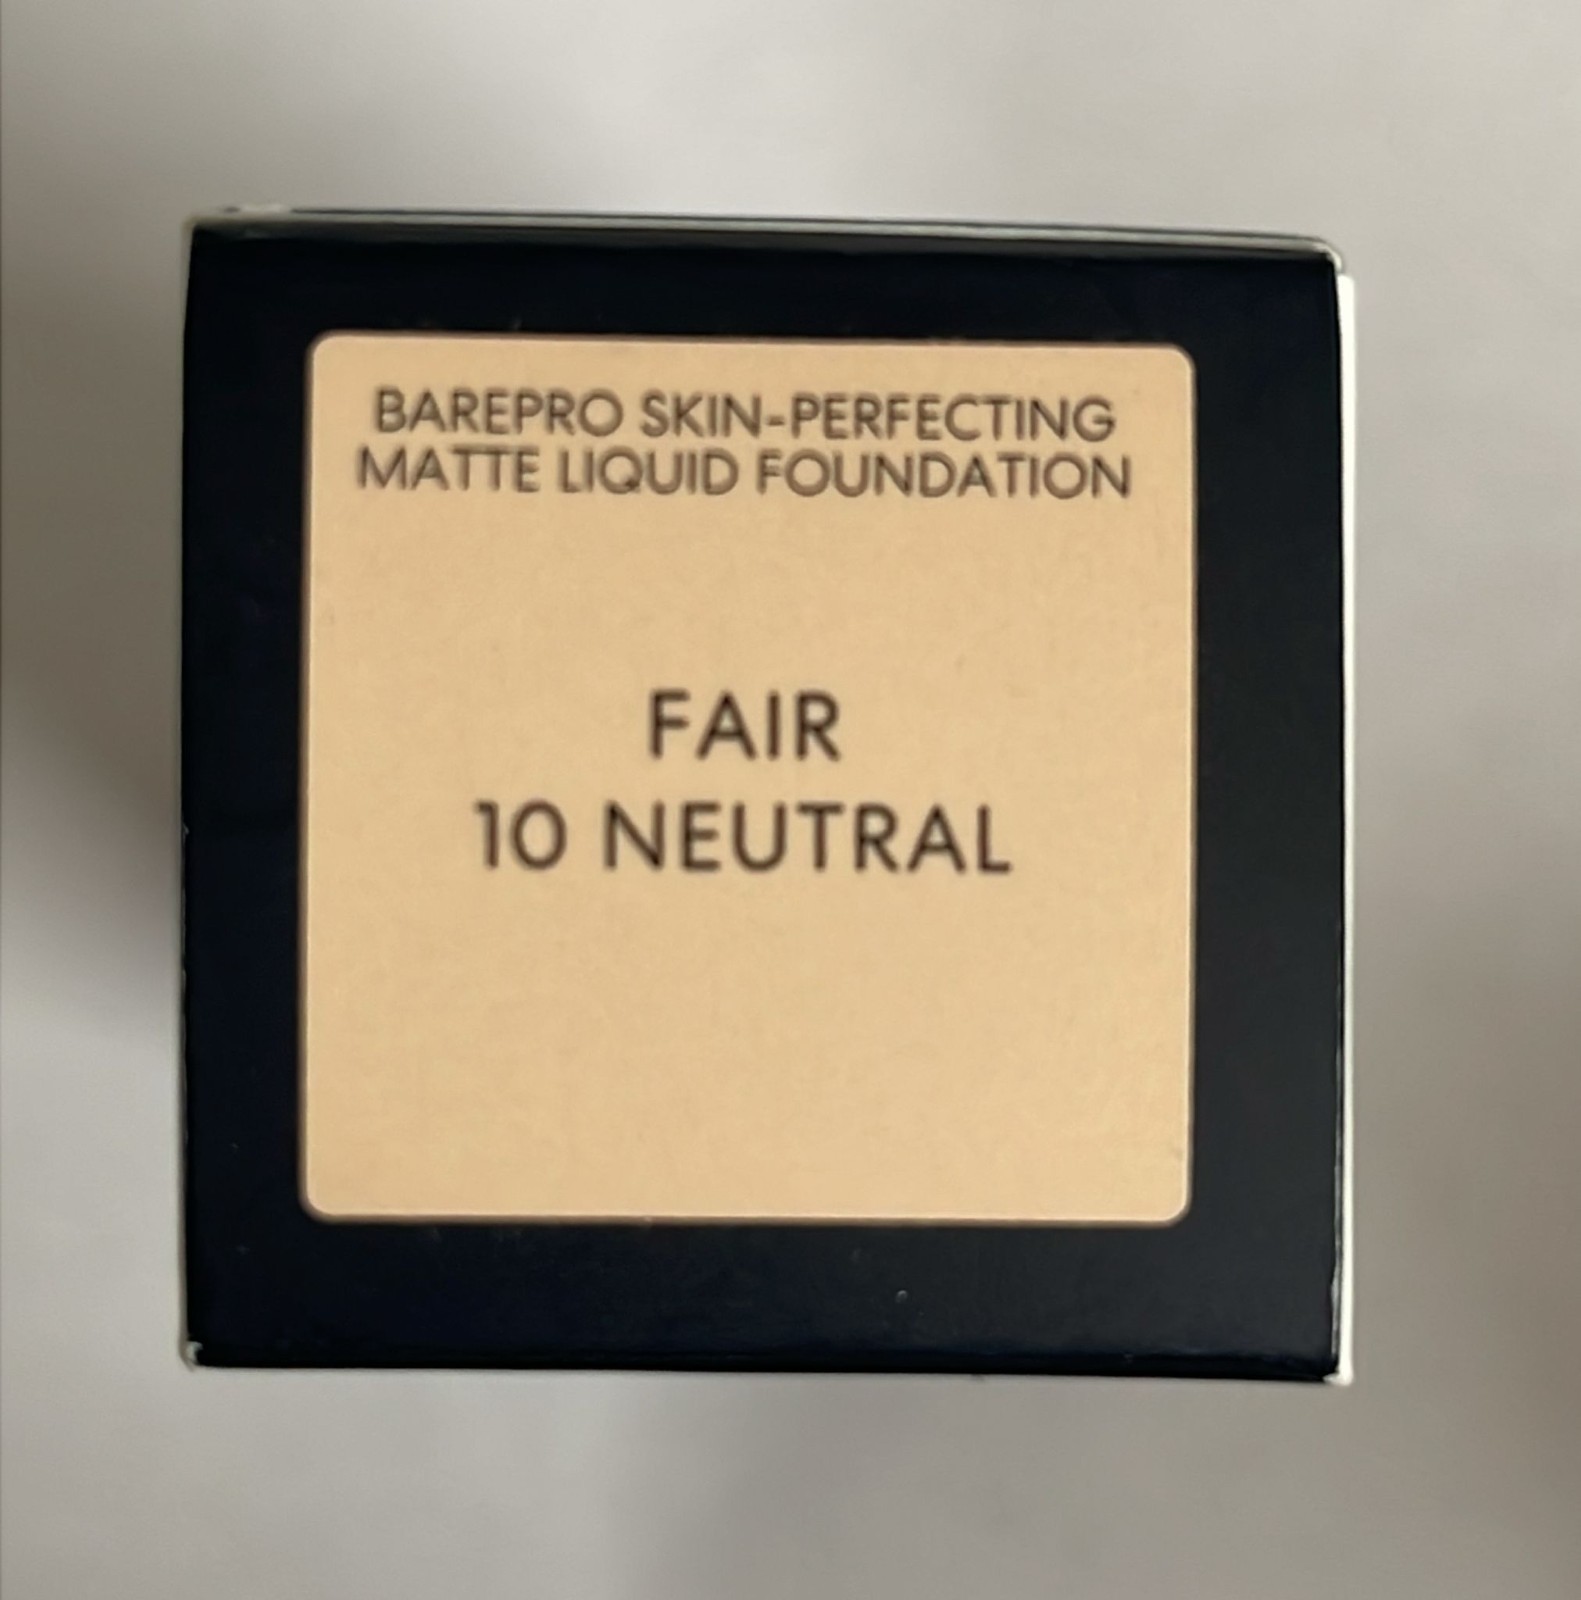 BAREPRO SKIN-PERFECTING
MATTE LIQUID FOUNDATION
FAIR
10 NEUTRAL